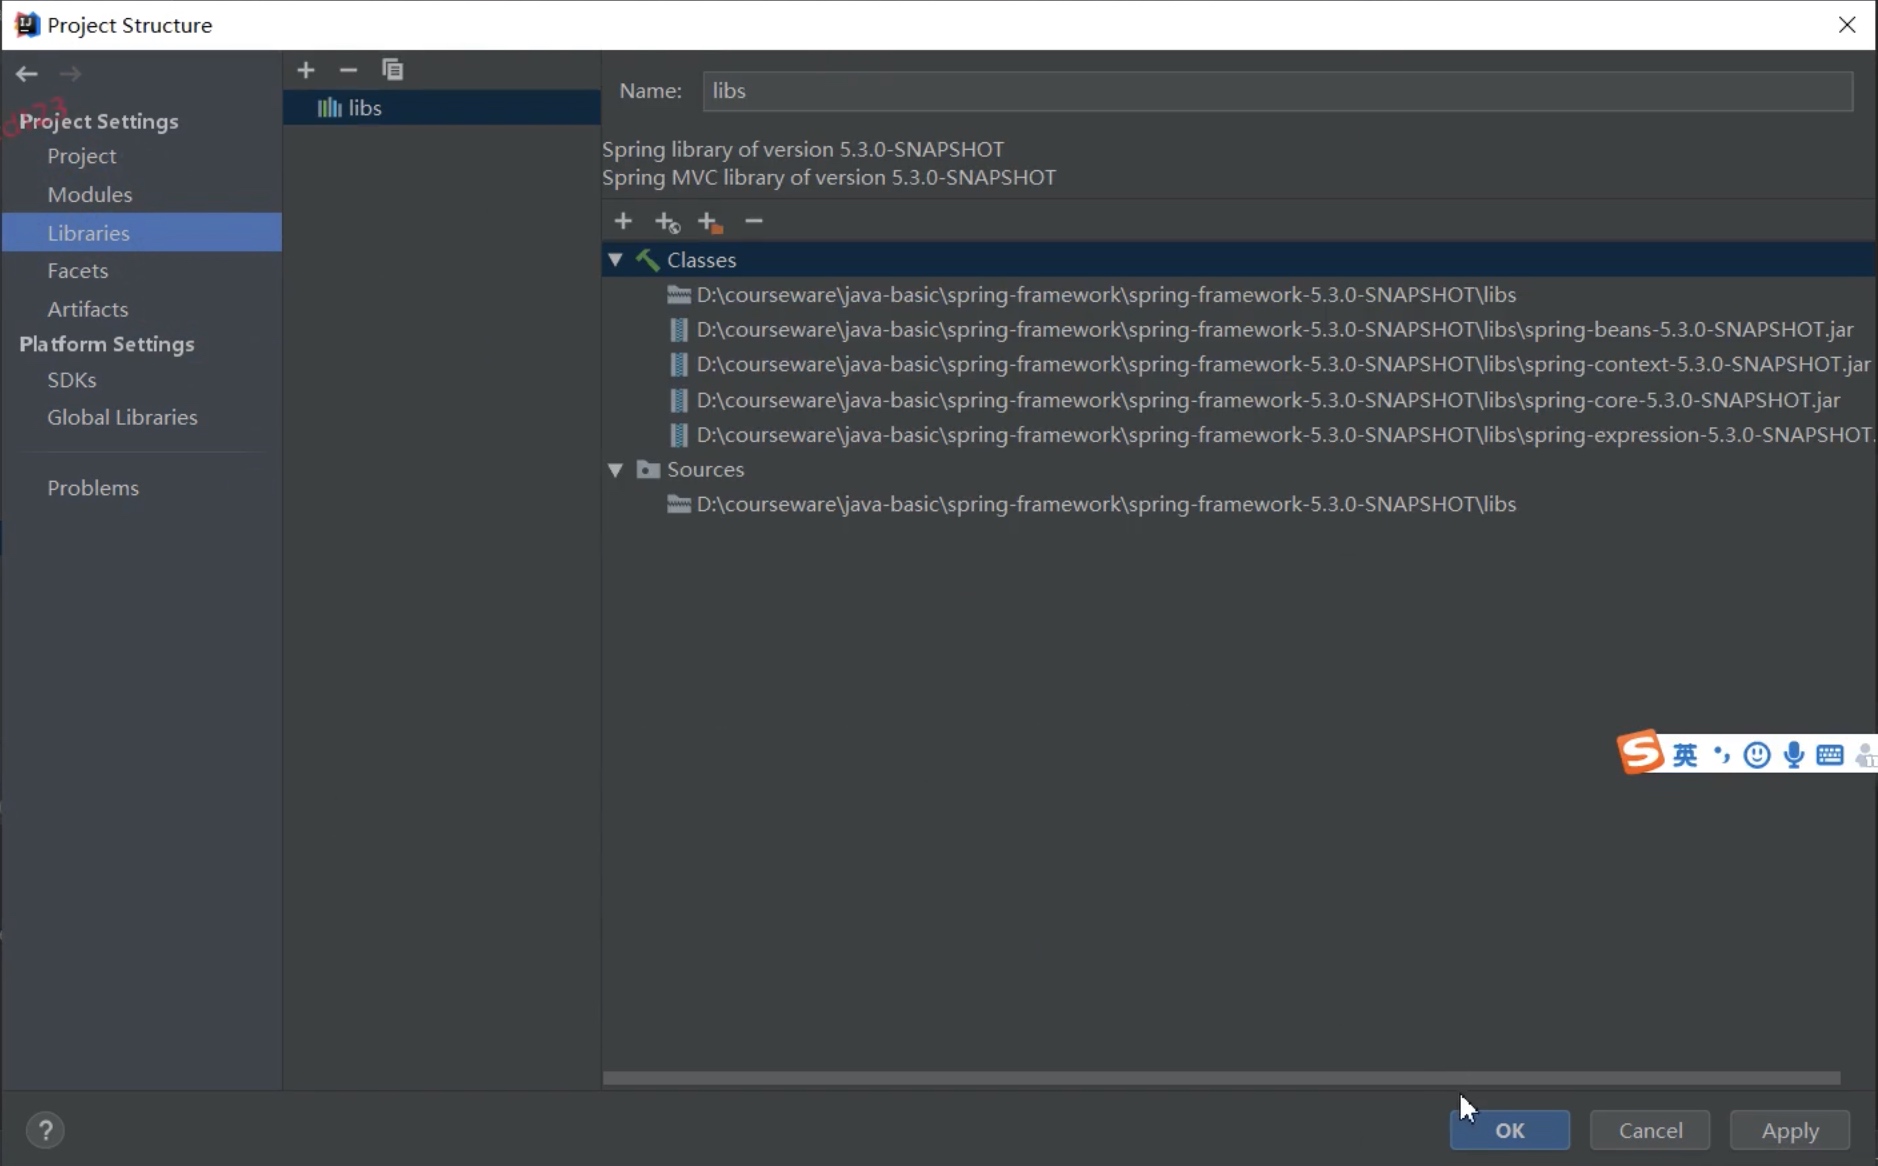 Project Structure
Project Settings
Project
Modules
Libraries
Facets
Artifacts
Platform Settings
SDKs
Global Libraries
Problems
libs
Name: libs
Spring library of version 5.3.0-SNAPSHOT
Spring MVC library of version 5.3.0-SNAPSHOT
Classes
D:\courseware\java-basic\spring-framework\spring-framework-5.3.0-SNAPSHOT\libs
D:\courseware\java-basic\spring-framework\spring-framework-5.3.0-SNAPSHOT\libs\spring-beans-5.3.0-SNAPSHOT.jar
D:\courseware\java-basic\spring-framework\spring-framework-5.3.0-SNAPSHOT\libs\spring-context-5.3.0-SNAPSHOT.jar
D:\courseware\java-basic\spring-framework\spring-framework-5.3.0-SNAPSHOT\libs\spring-core-5.3.0-SNAPSHOT.jar
D:\courseware\java-basic\spring-framework\spring-framework-5.3.0-SNAPSHOT\libs\spring-expression-5.3.0-SNAPSHOT.
Sources
D:\courseware\java-basic\spring-framework\spring-framework-5.3.0-SNAPSHOT\libs
英
? OK Cancel Apply